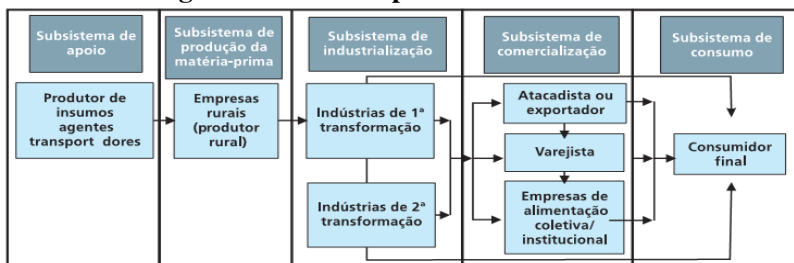 Subsistema de
apoio
Subsistema de
produção da
matéria-prima
Subsistema de
industrialização
Subsistema de
comercialização
Subsistema de
consumo
Produtor de
insumos
agentes
transport dores
Empresas
rurais
(produtor
rural)
Indústrias de 1ª
transformação
Indústrias de 2ª
transformação
Atacadista ou
exportador
Varejista
Empresas de
alimentação
coletiva/
institucional
Consumidor
final